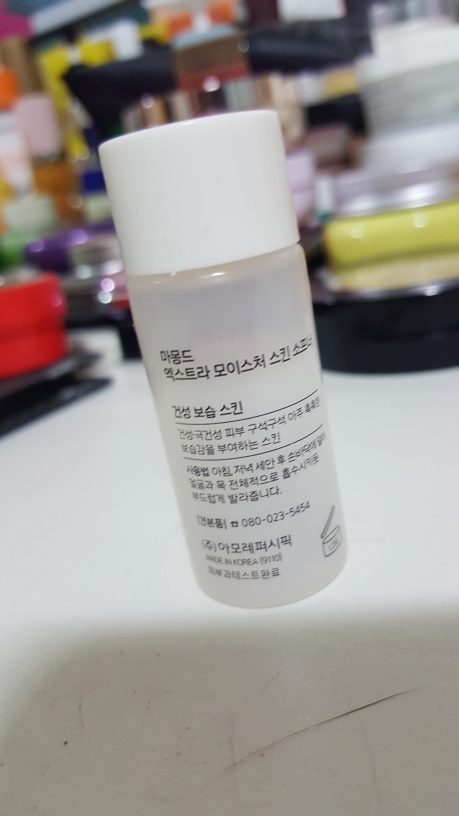 마몽드
엑스트라 모이스처 스킨 소프너
건성 보습 스킨
건성·극건성 피부 구석구석 아주 촉촉한
보습감을 부여하는 스킨
사용법 아침, 저녁 세안 후 손바닥에 덜어
얼굴과 목 전체적으로 흡수시키듯
부드럽게 발라줍니다.
[견본품] ☎ 080-023-5454
(주)아모레퍼시픽
MADE IN KOREA (9110)
피부과테스트완료